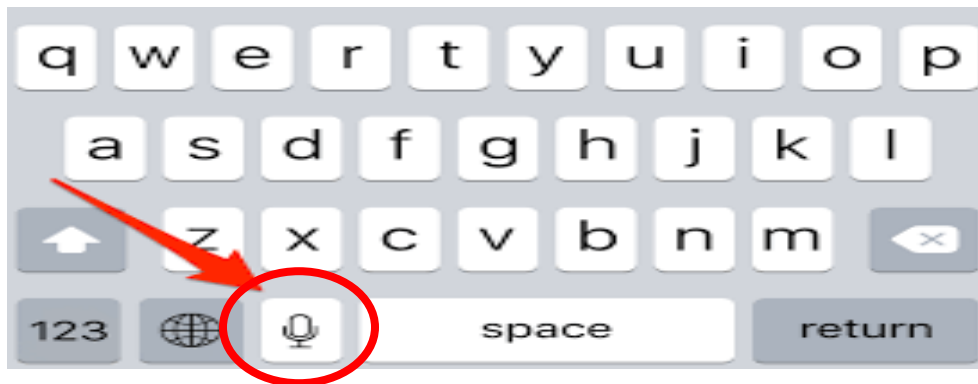 q w e r t y u i o p
a s d f g h j k l
z x c v b n m
123 space return